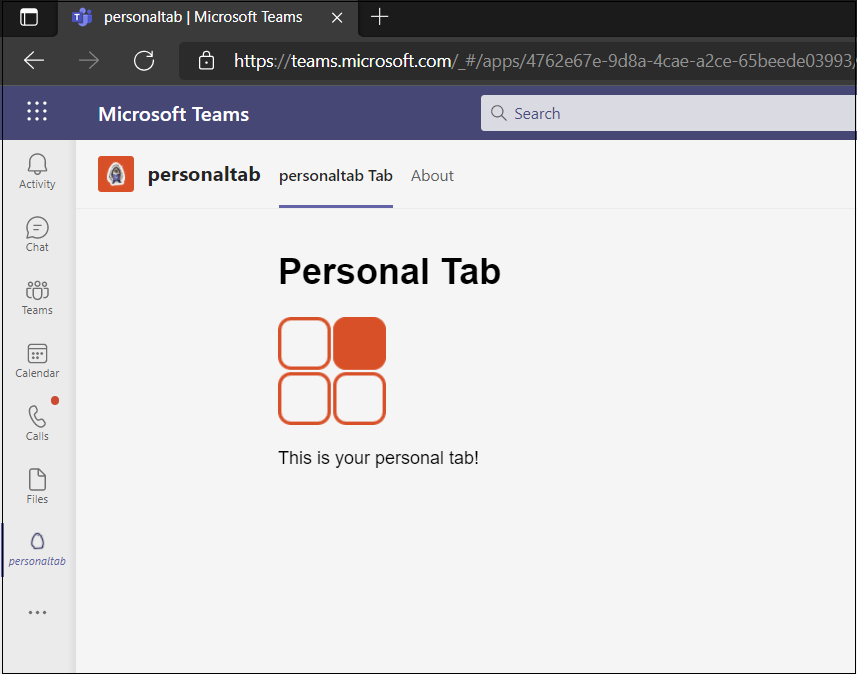 personaltab | Microsoft Teams
https://teams.microsoft.com/_#/apps/4762e67e-9d8a-4cae-a2ce-65beede03993/
Microsoft Teams
Search
Activity
Chat
Teams
Calendar
Calls
Files
personaltab
personaltab personaltab Tab About
Personal Tab
This is your personal tab!